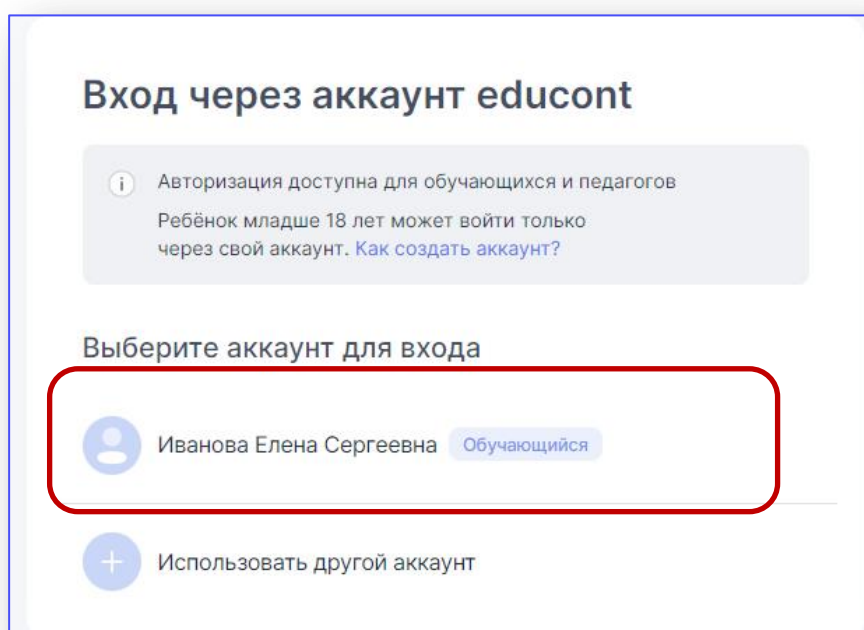 Вход через аккаунт educont
Авторизация доступна для обучающихся и педагогов
Ребёнок младше 18 лет может войти только
через свой аккаунт. Как создать аккаунт?
Выберите аккаунт для входа
Иванова Елена Сергеевна Обучающийся
Использовать другой аккаунт